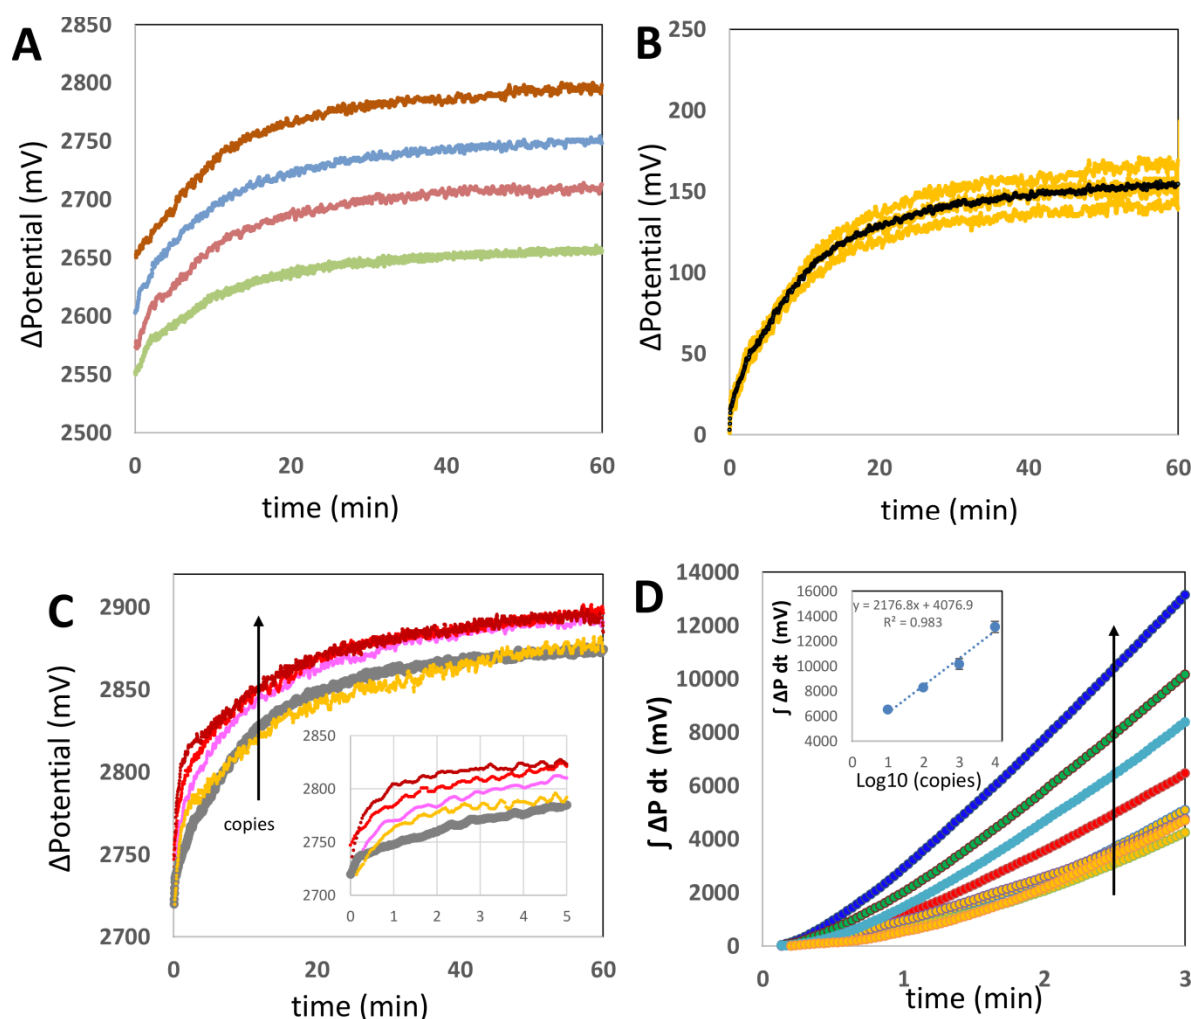 A
ΔPotential (mV)
2850
2800
2750
2700
2650
2600
2550
2500
0 20 40 60
time (min)
B
ΔPotential (mV)
250
200
150
100
50
0
0 20 40 60
time (min)
C
ΔPotential (mV)
2900
2850
2800
2750
2700
copies
2850
2800
2750
2700
0 1 2 3 4 5
0 20 40 60
time (min)
D
∫ ΔP dt (mV)
14000
12000
10000
8000
6000
4000
2000
0
∫ ΔP dt (mV)
16000
14000
12000
10000
8000
6000
4000
y = 2176.8x + 4076.9
R² = 0.983
0 1 2 3 4
Log10 (copies)
0 1 2 3
time (min)